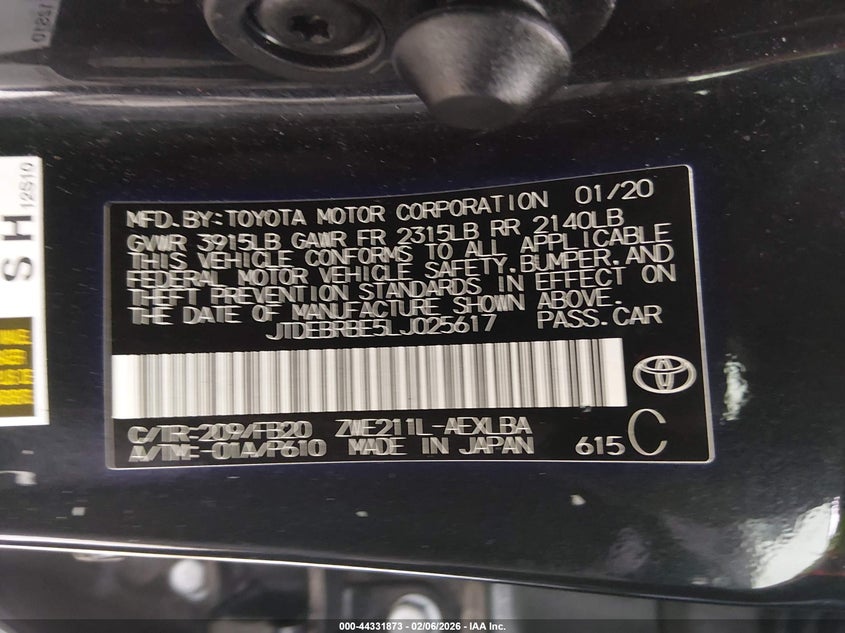 12S10
SH
12S10
MFD.BY:TOYOTA MOTOR CORPORATION 01/20
GVWR 3915LB GAWR FR 2315LB RR 2140LB
THIS VEHICLE CONFORMS TO ALL APPLICABLE
FEDERAL MOTOR VEHICLE SAFETY,BUMPER,AND
THEFT PREVENTION STANDARDS IN EFFECT ON
THE DATE OF MANUFACTURE SHOWN ABOVE.
JTDEBRBE5LJ025617 PASS.CAR
C/TR-209/FB20 ZWE211L-AEXLBA
A/TM-01A/P610 MADE IN JAPAN 615 C
000-44331873 - 02/06/2026 - IAA Inc.